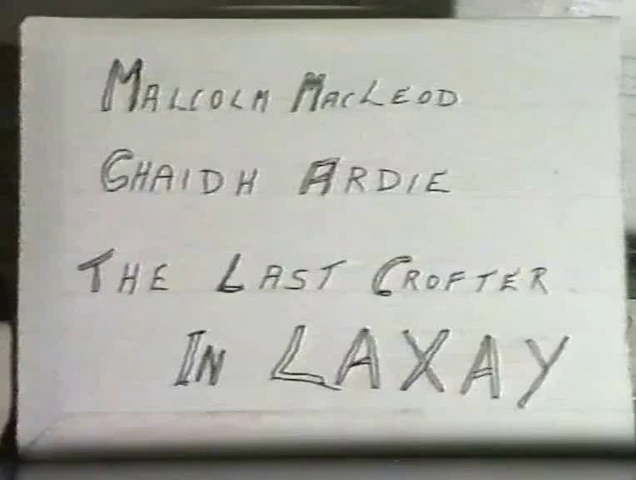 MALCOLM MACLEOD
GHAIDH ARDIE
THE LAST CROFTER
IN LAXAY